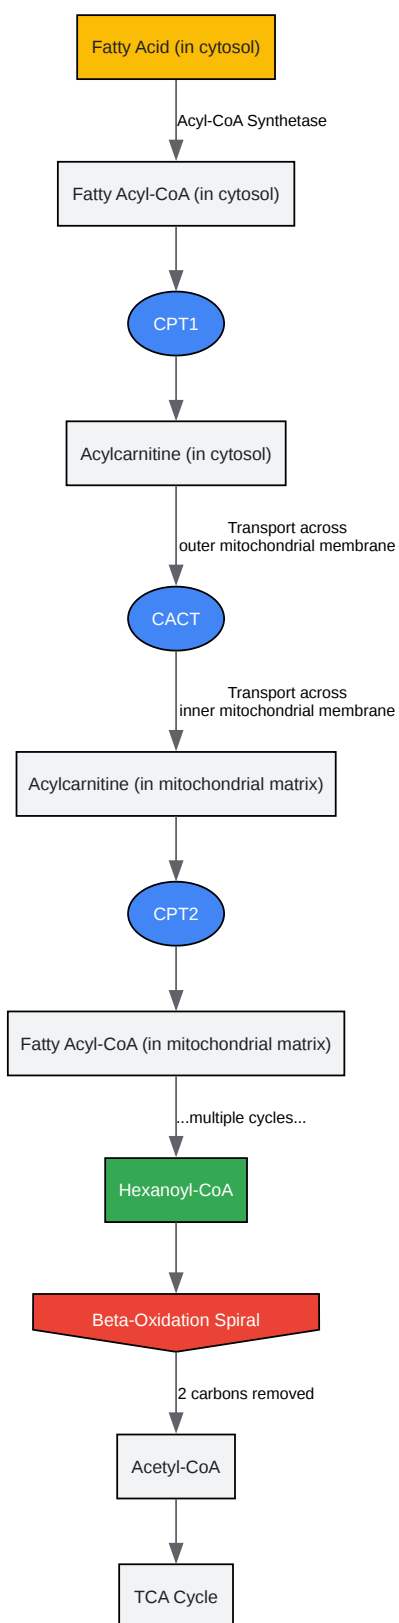 Fatty Acid (in cytosol)
Acyl-CoA Synthetase
Fatty Acyl-CoA (in cytosol)
CPT1
Acylcarnitine (in cytosol)
Transport across
outer mitochondrial membrane
CACT
Transport across
inner mitochondrial membrane
Acylcarnitine (in mitochondrial matrix)
CPT2
Fatty Acyl-CoA (in mitochondrial matrix)
...multiple cycles...
Hexanoyl-CoA
Beta-Oxidation Spiral
2 carbons removed
Acetyl-CoA
TCA Cycle